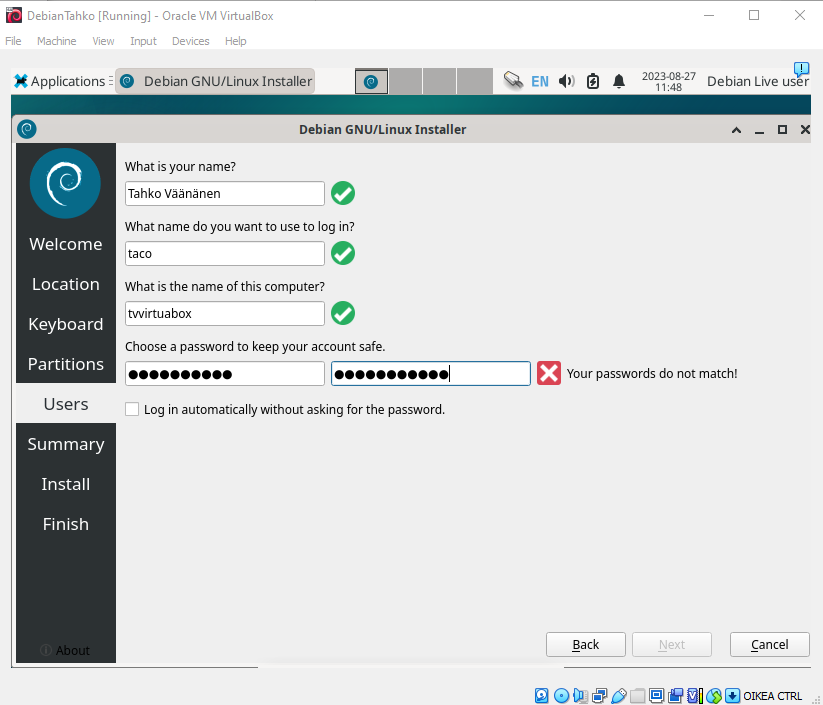 DebianTahko [Running] - Oracle VM VirtualBox
File Machine View Input Devices Help
Applications Debian GNU/Linux Installer EN 2023-08-27 11:48 Debian Live user
Debian GNU/Linux Installer
What is your name?
Tahko Väänänen
What name do you want to use to log in?
taco
Welcome
Location
What is the name of this computer?
tvvirtuabox
Keyboard
Choose a password to keep your account safe.
Partitions
●●●●●●●●●● ●●●●●●●●●●● Your passwords do not match!
Users
Log in automatically without asking for the password.
Summary
Install
Finish
About
Back Next Cancel
OIKEA CTRL